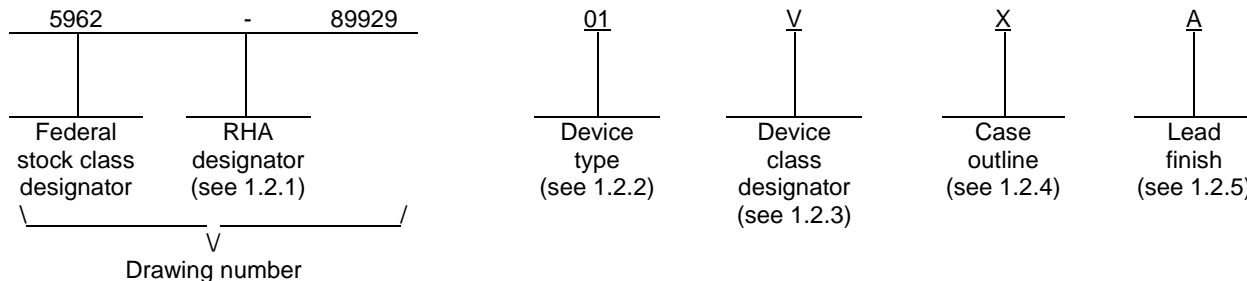 5962 - 89929 01 V X A
Federal stock class designator
RHA designator (see 1.2.1)
Device type (see 1.2.2)
Device class designator (see 1.2.3)
Case outline (see 1.2.4)
Lead finish (see 1.2.5)
\ /
\/
Drawing number